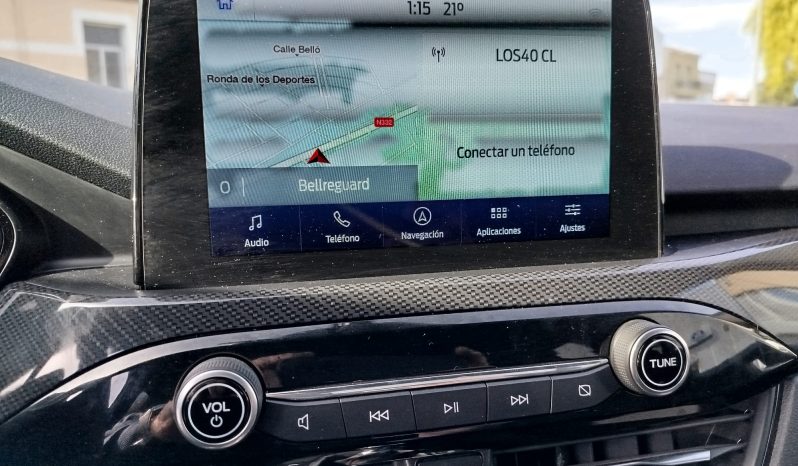 1:15 21°
Calle Belló
Ronda de los Deportes
N332
0 Bellreguard
LOS40 CL
Conectar un teléfono
Audio Teléfono Navegación Aplicaciones Ajustes
VOL
TUNE